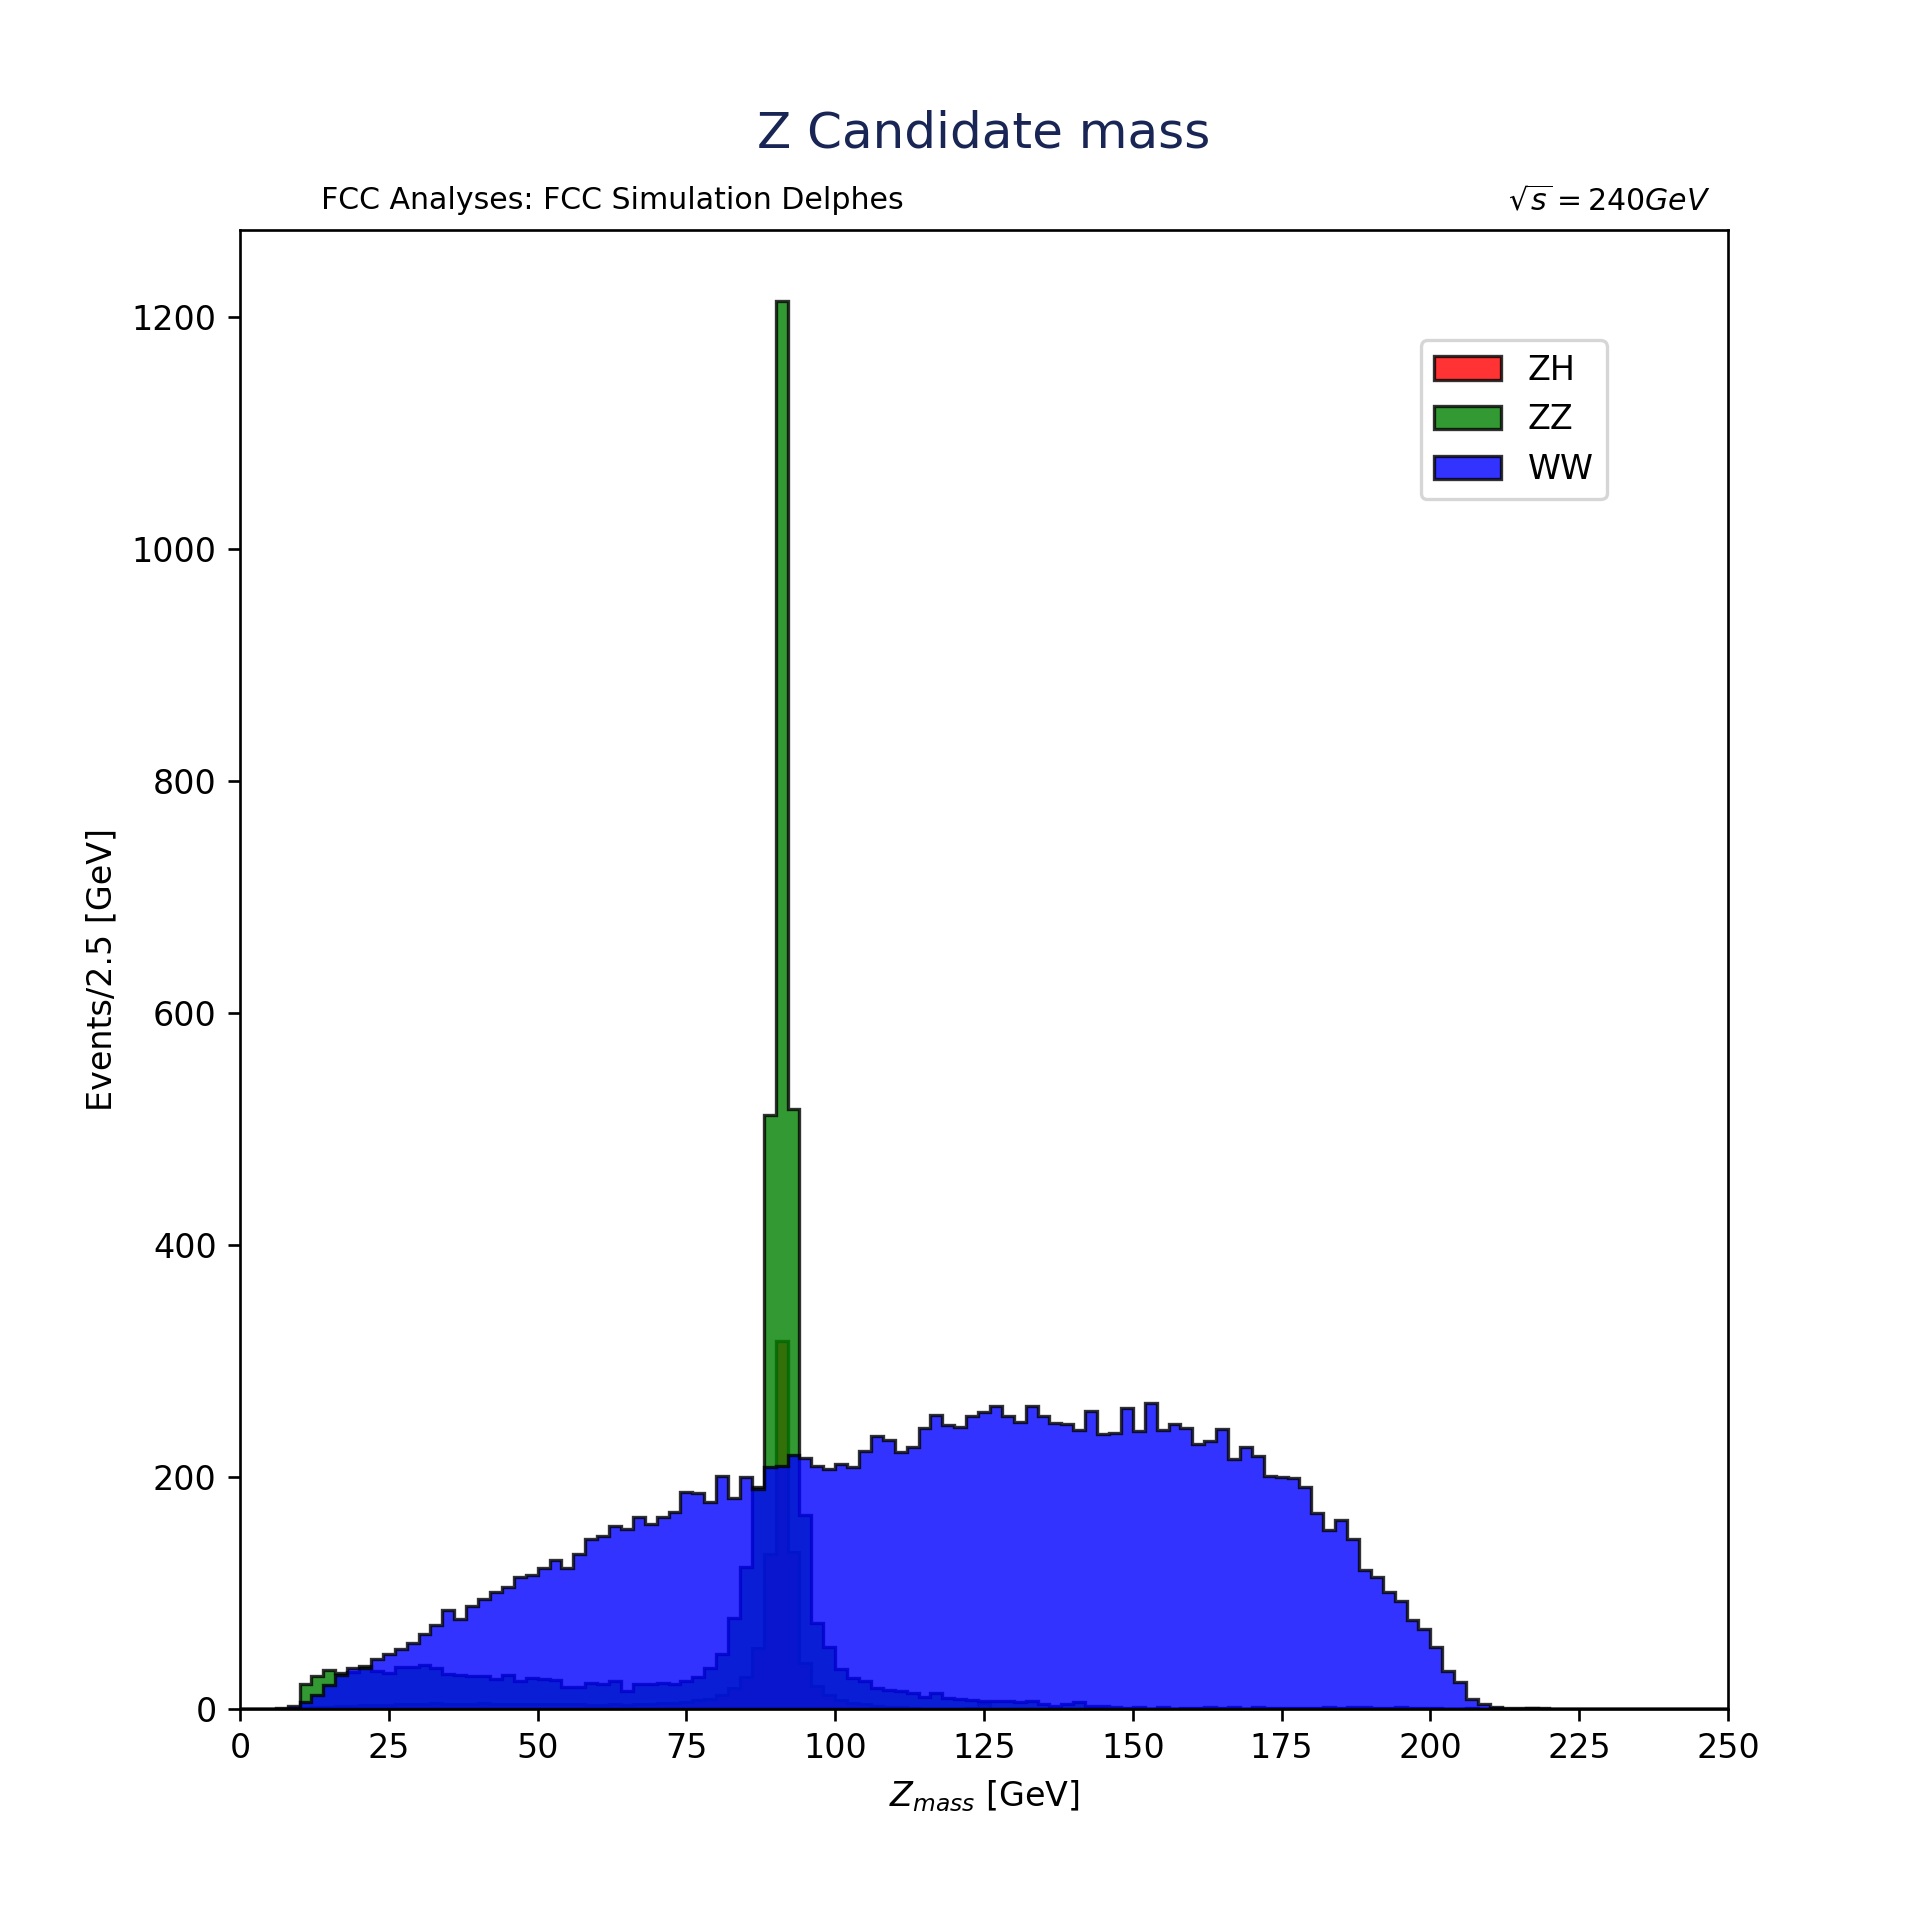 Z Candidate mass
FCC Analyses: FCC Simulation Delphes
√s = 240GeV
1200
1000
800
600
400
200
0
ZH
ZZ
WW
Events/2.5 [GeV]
0 25 50 75 100 125 150 175 200 225 250
Zmass [GeV]